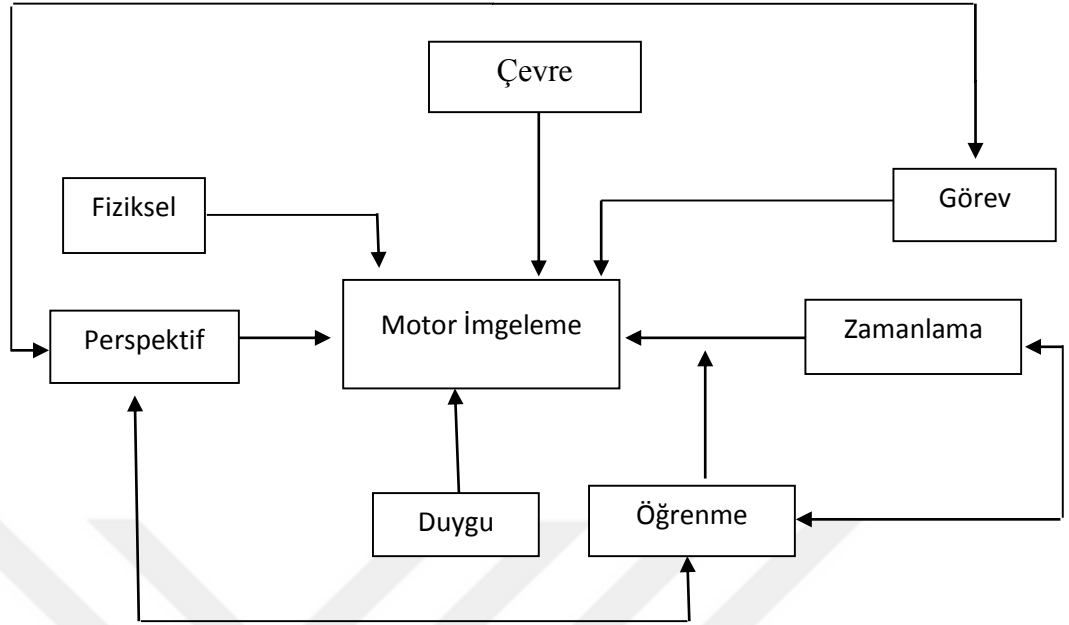 Çevre
Fiziksel
Görev
Perspektif
Motor İmgeleme
Zamanlama
Duygu
Öğrenme